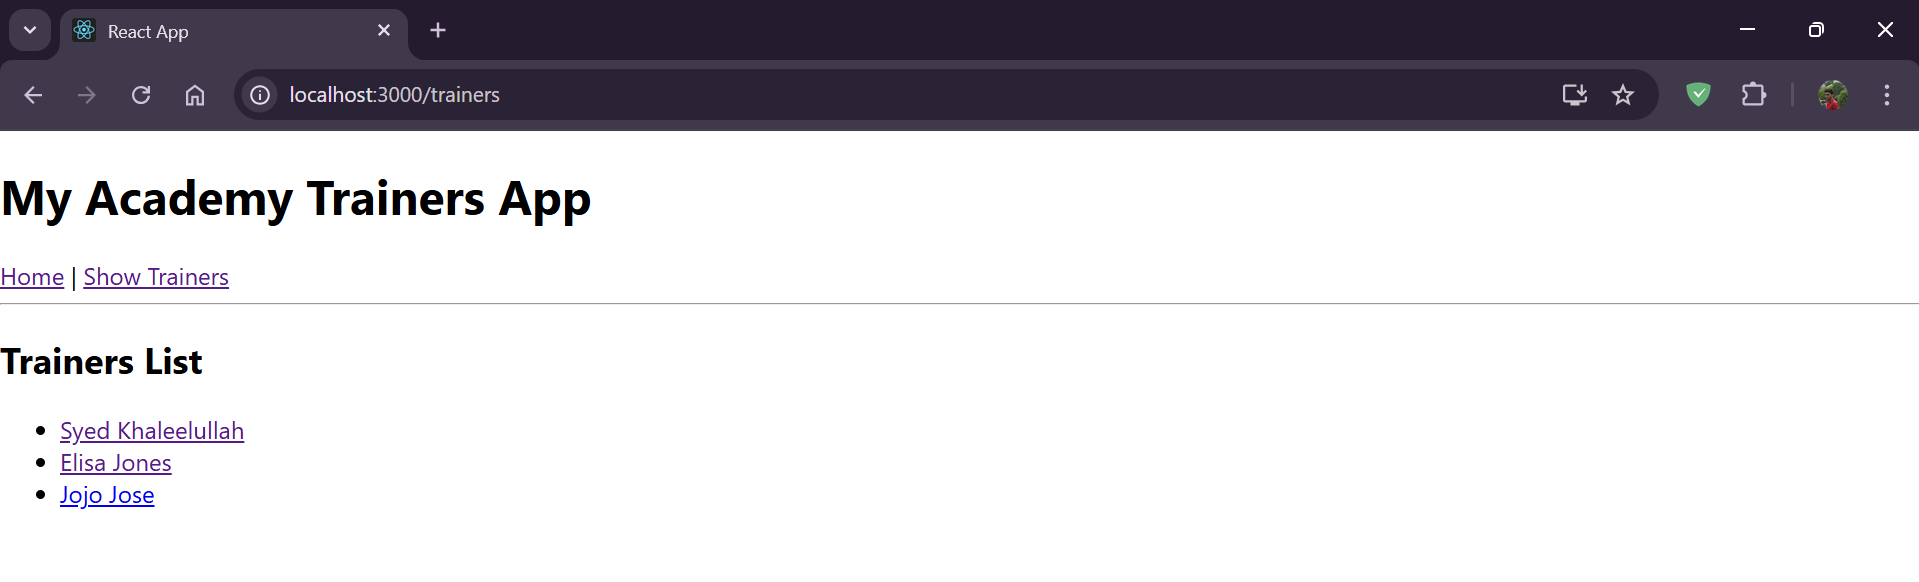 React App
localhost:3000/trainers
My Academy Trainers App
Home | Show Trainers
Trainers List
Syed Khaleelullah
Elisa Jones
Jojo Jose